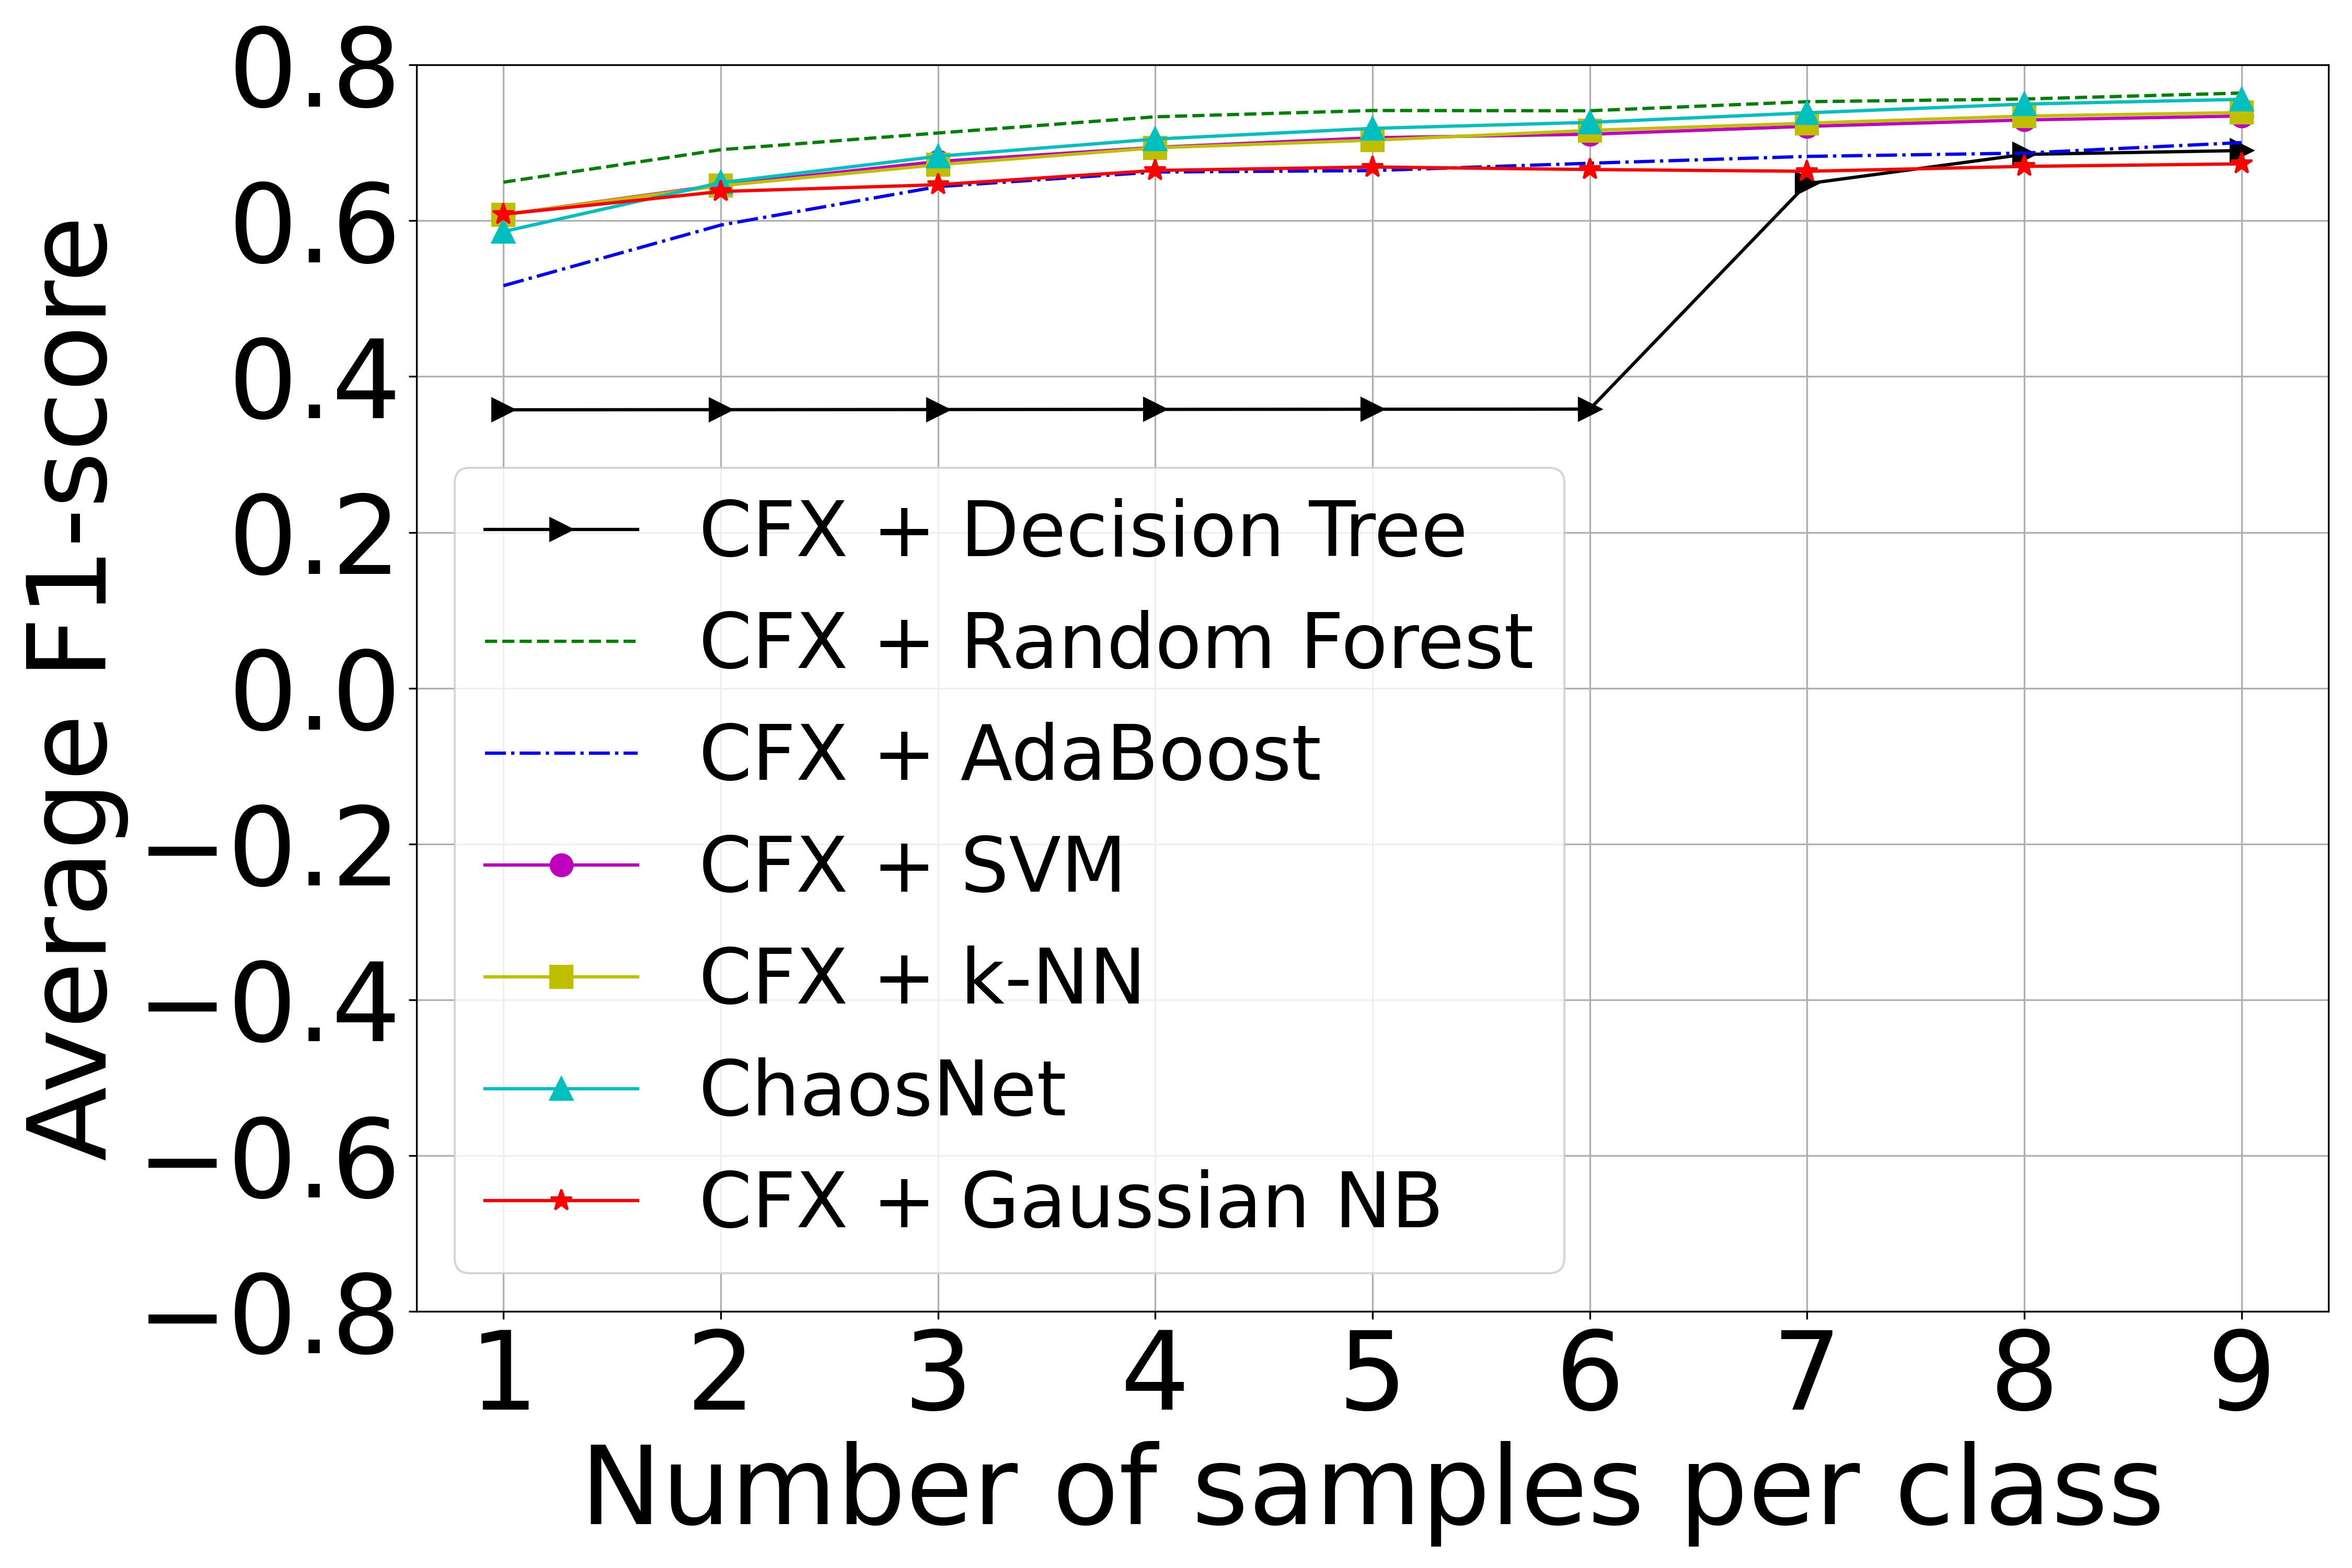 Average F1-score
0.8
0.6
0.4
0.2
0.0
−0.2
−0.4
−0.6
−0.8
CFX + Decision Tree
CFX + Random Forest
CFX + AdaBoost
CFX + SVM
CFX + k-NN
ChaosNet
CFX + Gaussian NB
1 2 3 4 5 6 7 8 9
Number of samples per class